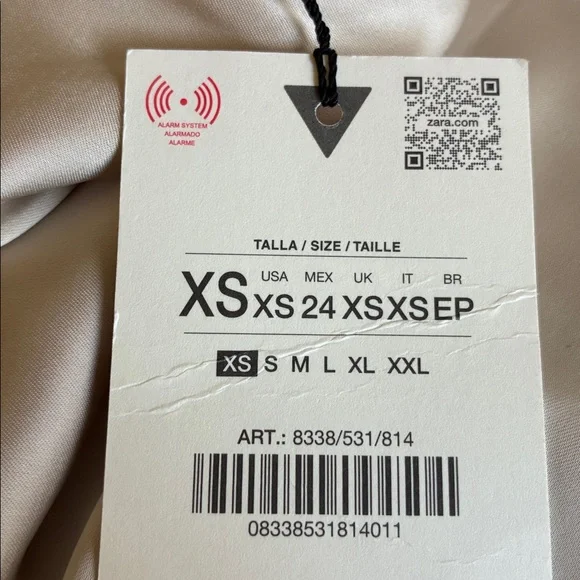 ALARM SYSTEM
ALARMADO
ALARME
zara.com
TALLA / SIZE / TAILLE
USA MEX UK IT BR
XS XS 24 XS XS EP
XS S M L XL XXL
ART.: 8338/531/814
08338531814011